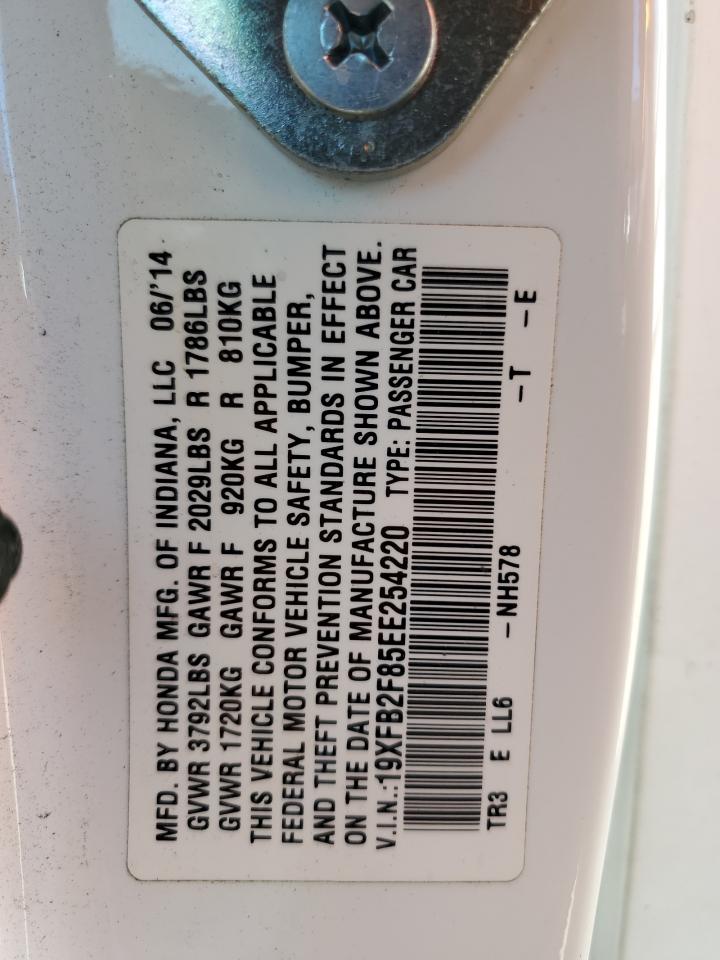 MFD. BY HONDA MFG. OF INDIANA, LLC 06/'14
GVWR 3792LBS GAWR F 2029LBS R 1786LBS
GVWR 1720KG GAWR F 920KG R 810KG
THIS VEHICLE CONFORMS TO ALL APPLICABLE
FEDERAL MOTOR VEHICLE SAFETY, BUMPER,
AND THEFT PREVENTION STANDARDS IN EFFECT
ON THE DATE OF MANUFACTURE SHOWN ABOVE.
V.I.N.:19XFB2F85EE254220 TYPE: PASSENGER CAR
TR3 E LL6 –NH578 –T –E